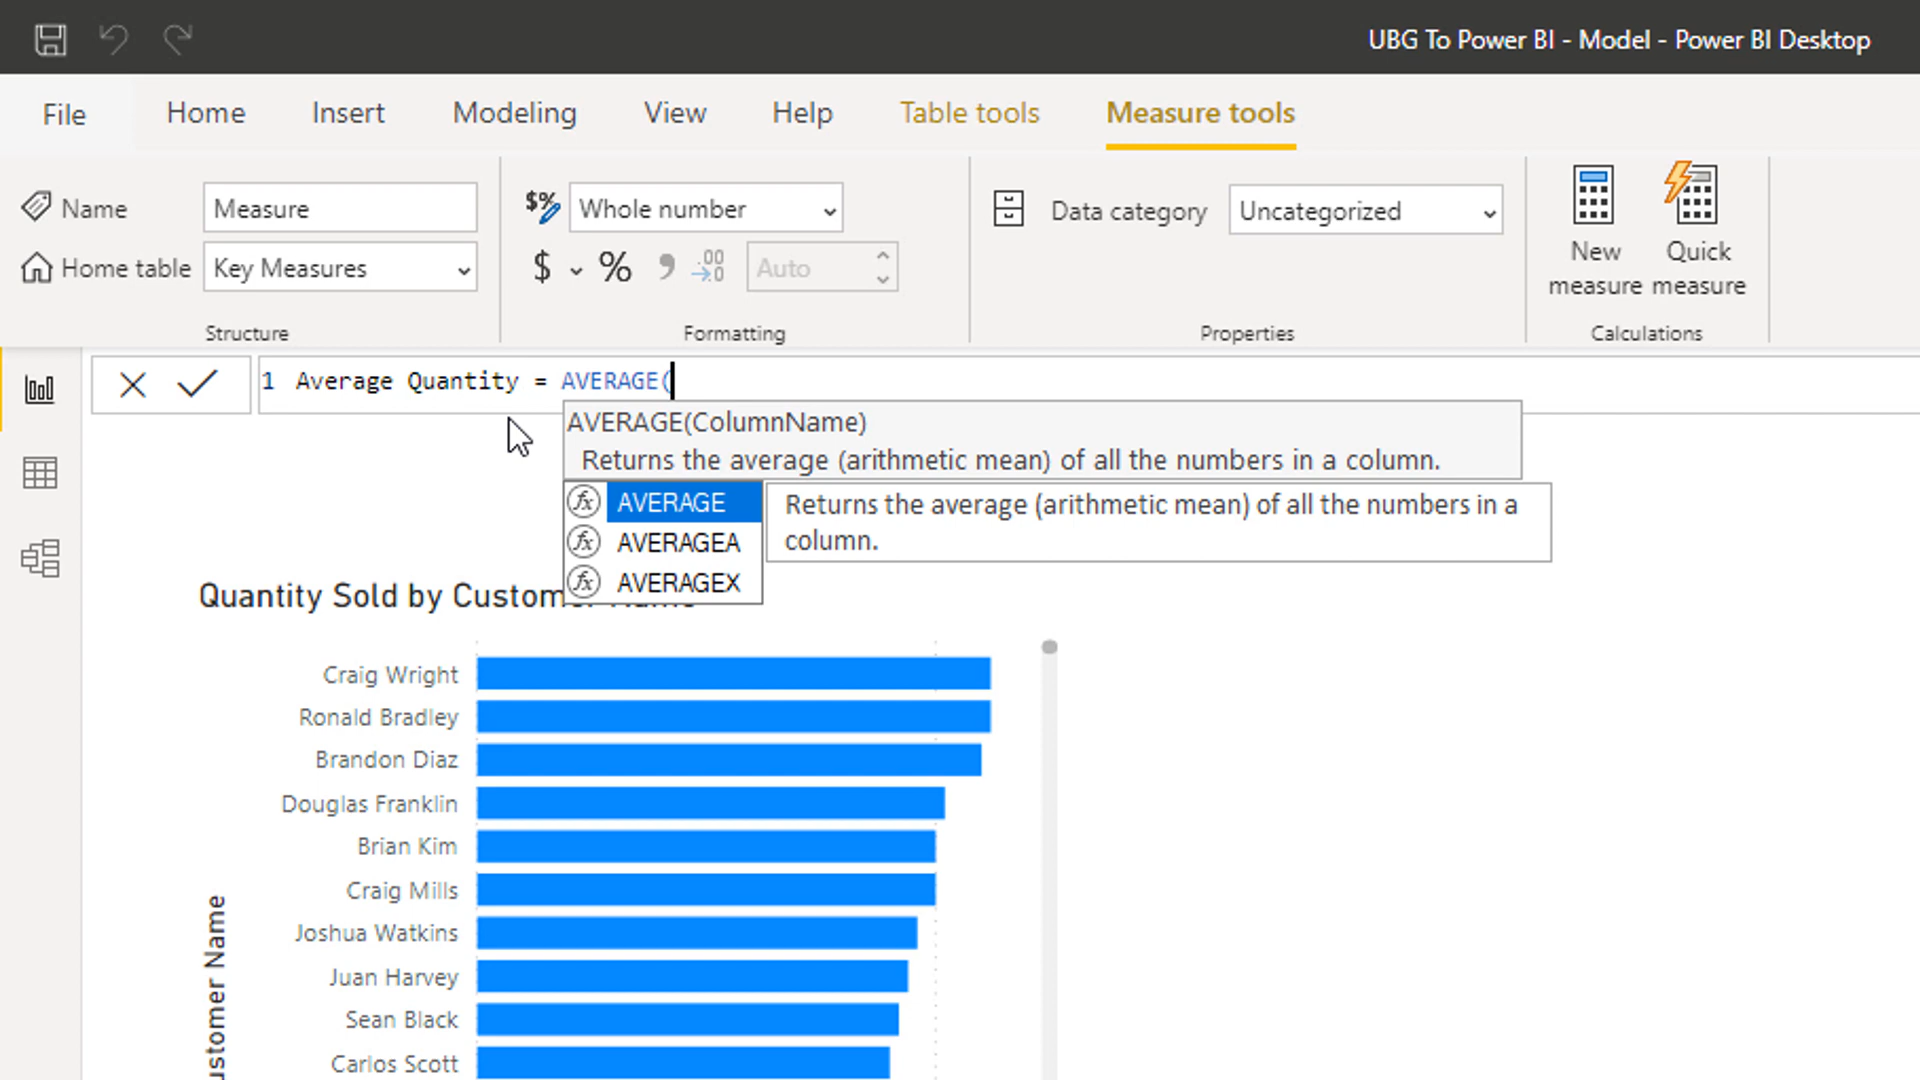 UBG To Power BI - Model - Power BI Desktop
File Home Insert Modeling View Help Table tools Measure tools
Name Measure
$% Whole number
Data category Uncategorized
Home table Key Measures
$ % , .00 Auto
New measure
Quick measure
Structure Formatting Properties Calculations
1 Average Quantity = AVERAGE(
AVERAGE(ColumnName)
Returns the average (arithmetic mean) of all the numbers in a column.
fx AVERAGE
Returns the average (arithmetic mean) of all the numbers in a
column.
fx AVERAGEA
fx AVERAGEX
Quantity Sold by Custom
Craig Wright
Ronald Bradley
Brandon Diaz
Douglas Franklin
Brian Kim
Craig Mills
Joshua Watkins
Juan Harvey
Sean Black
Carlos Scott
ustomer Name